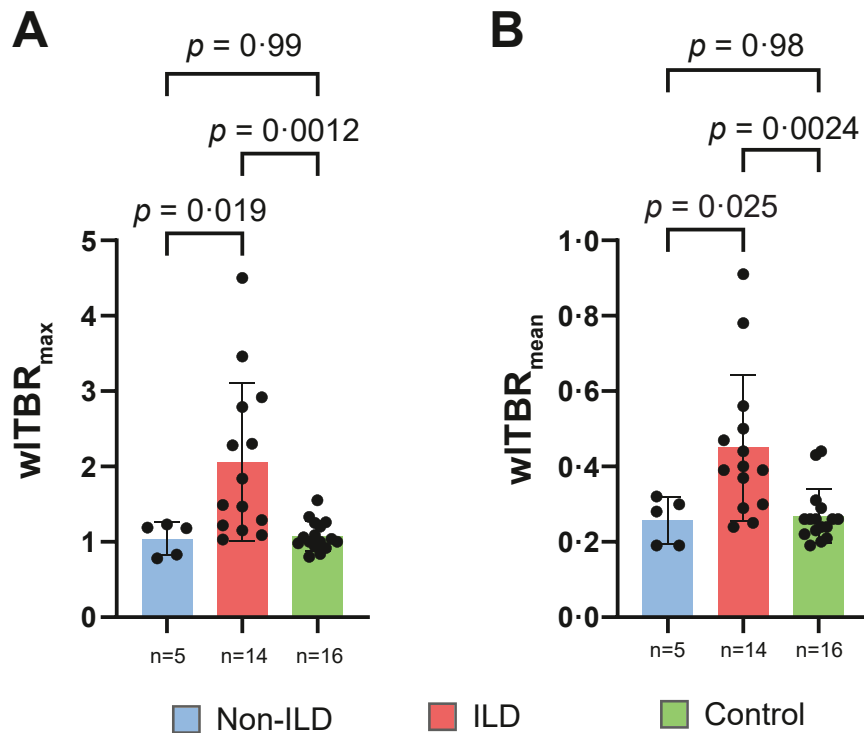 A
p = 0·99
p = 0·0012
p = 0·019
5
4
3
2
1
0
wlTBRmax
n=5
n=14
n=16
B
p = 0·98
p = 0·0024
p = 0·025
1·0
0·8
0·6
0·4
0·2
0·0
wlTBRmean
n=5
n=14
n=16
Non-ILD
ILD
Control